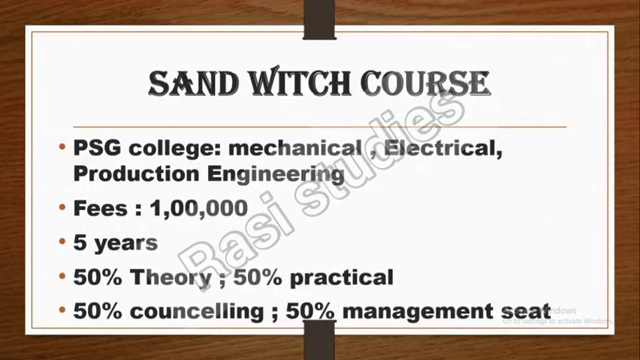 SAND WITCH COURSE
• PSG college: mechanical , Electrical,
Production Engineering
• Fees : 1,00,000
• 5 years
• 50% Theory ; 50% practical
• 50% councelling ; 50% management seat
Rasi studies